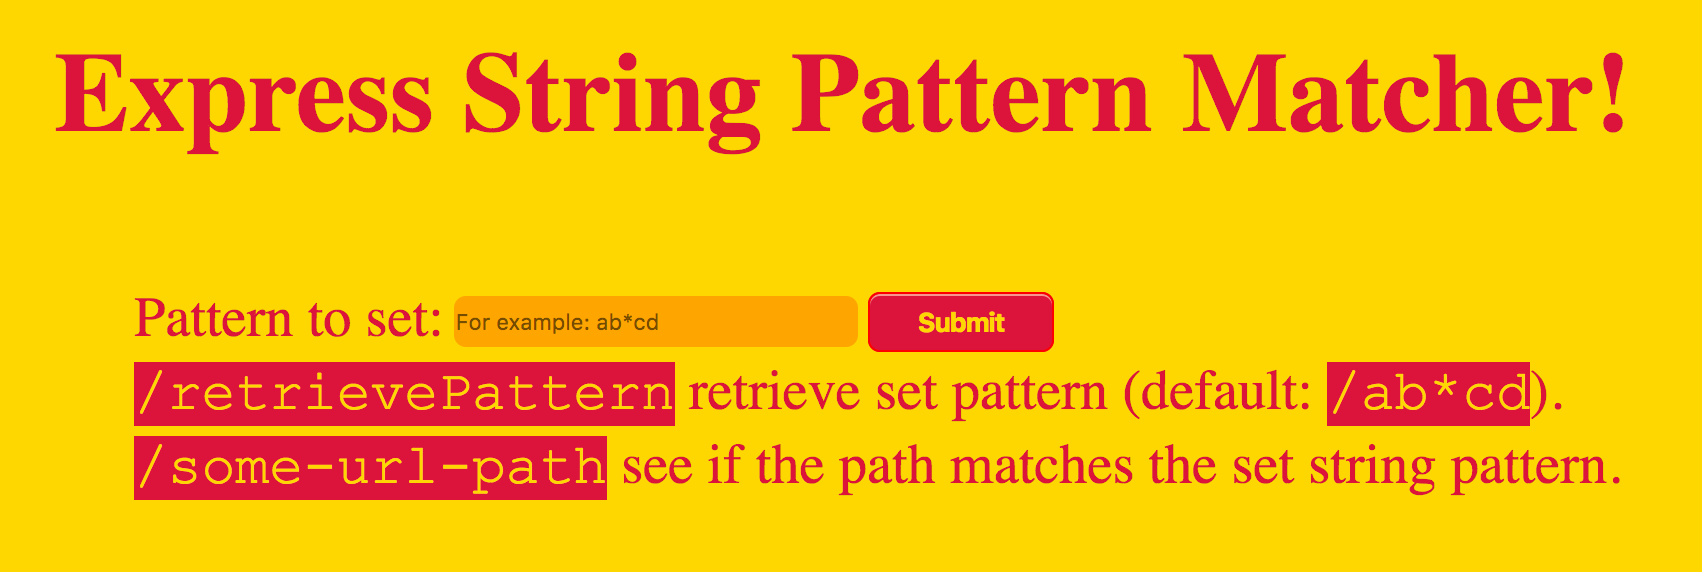 Express String Pattern Matcher!
Pattern to set: For example: ab*cd Submit
/retrievePattern retrieve set pattern (default: /ab*cd).
/some-url-path see if the path matches the set string pattern.